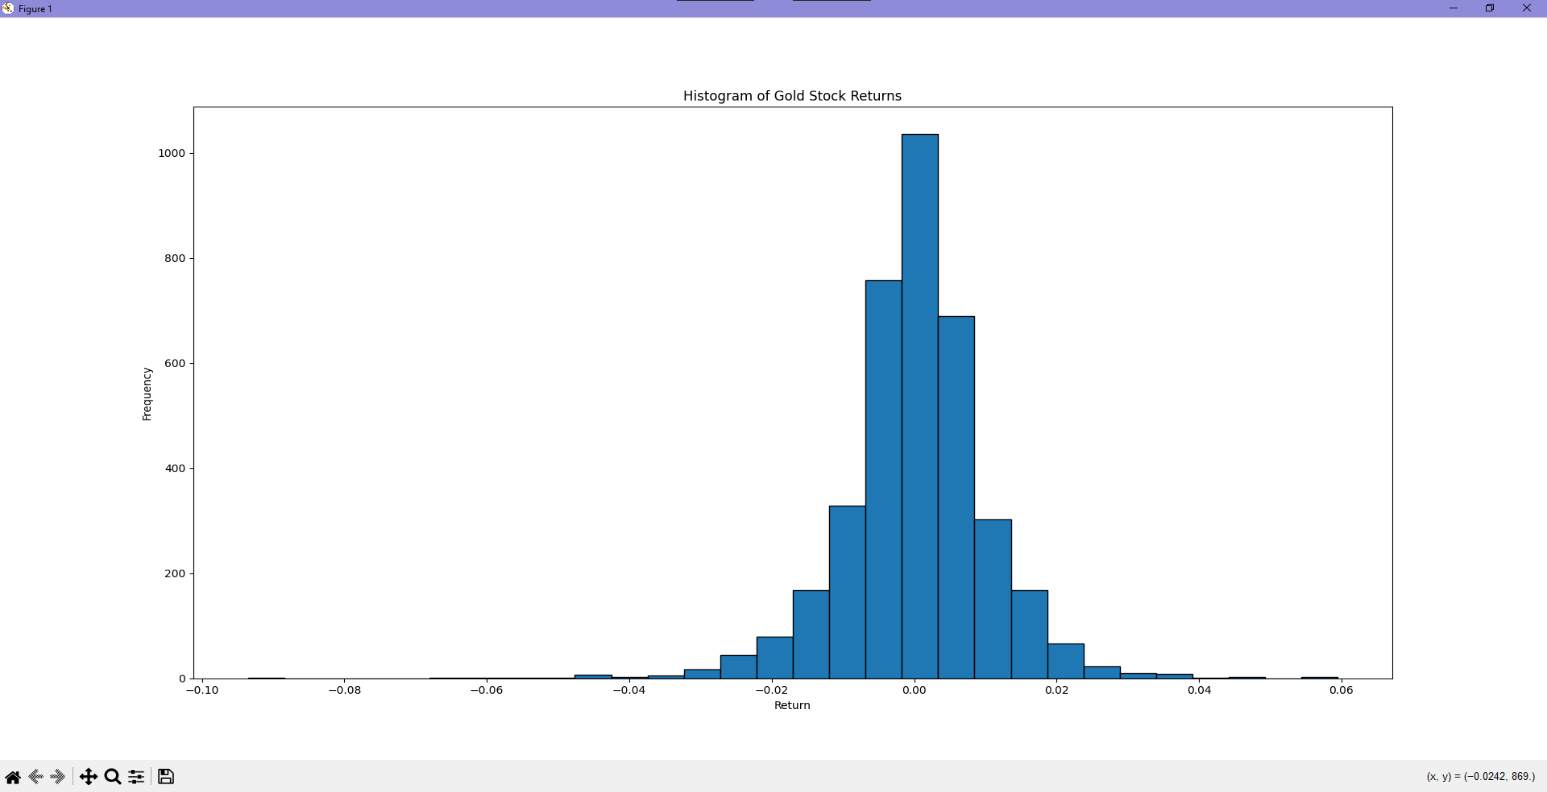 Figure 1
Histogram of Gold Stock Returns
1000
800
600
400
200
0
Frequency
−0.10 −0.08 −0.06 −0.04 −0.02 0.00 0.02 0.04 0.06
Return
(x, y) = (−0.0242, 869.)